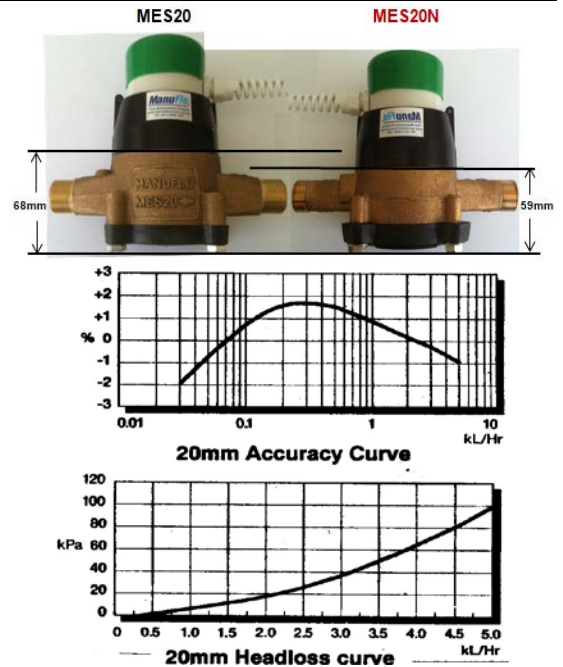 MES20
MES20N
ManuFlo
ManuFlo
MANUFLO
MES20
68mm
59mm
+3
+2
+1
% 0
-1
-2
-3
0.01 0.1 1 10
kL/Hr
20mm Accuracy Curve
120
100
80
kPa 60
40
20
0
0 0.5 1.0 1.5 2.0 2.5 3.0 3.5 4.0 4.5 5.0
kL/Hr
20mm Headloss curve